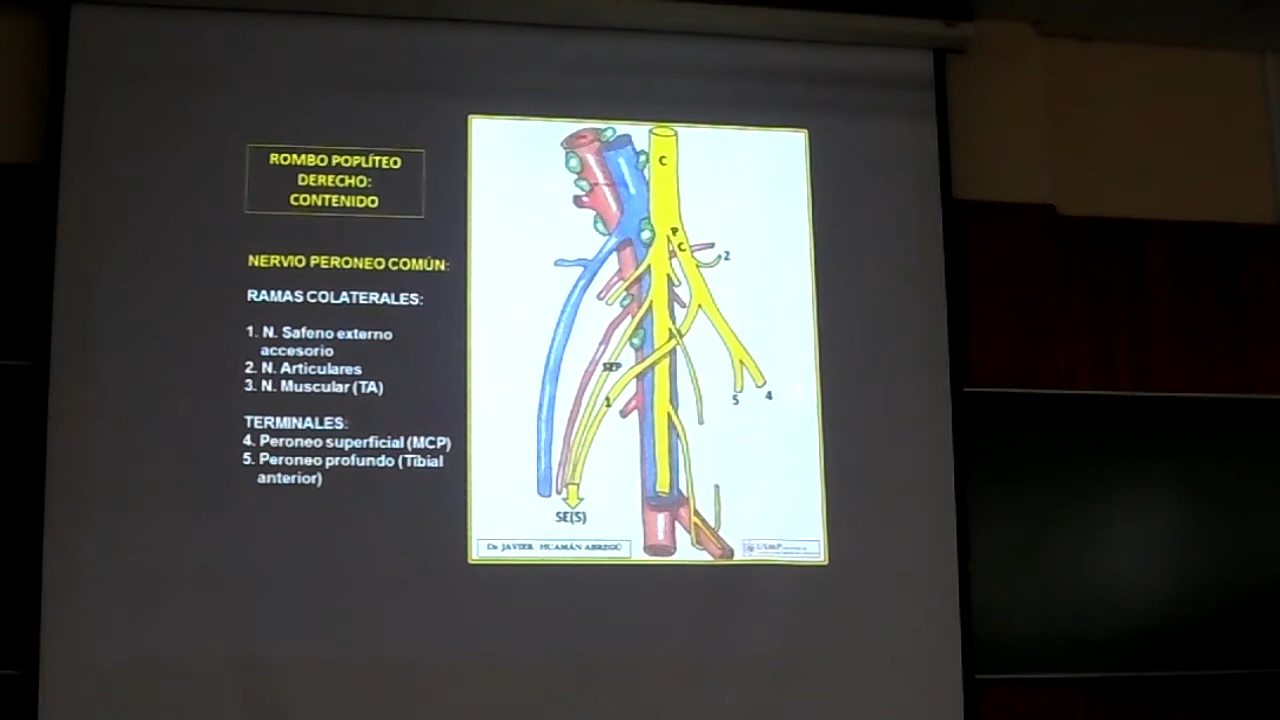 ROMBO POPLÍTEO
DERECHO:
CONTENIDO
NERVIO PERONEO COMÚN:
RAMAS COLATERALES:
1. N. Safeno externo
accesorio
2. N. Articulares
3. N. Muscular (TA)
TERMINALES:
4. Peroneo superficial (MCP)
5. Peroneo profundo (Tibial
anterior)
C
P
C
2
SEP
1
5
4
SE(S)
Dr JAVIER HUAMÁN ABREGÚ
USMP